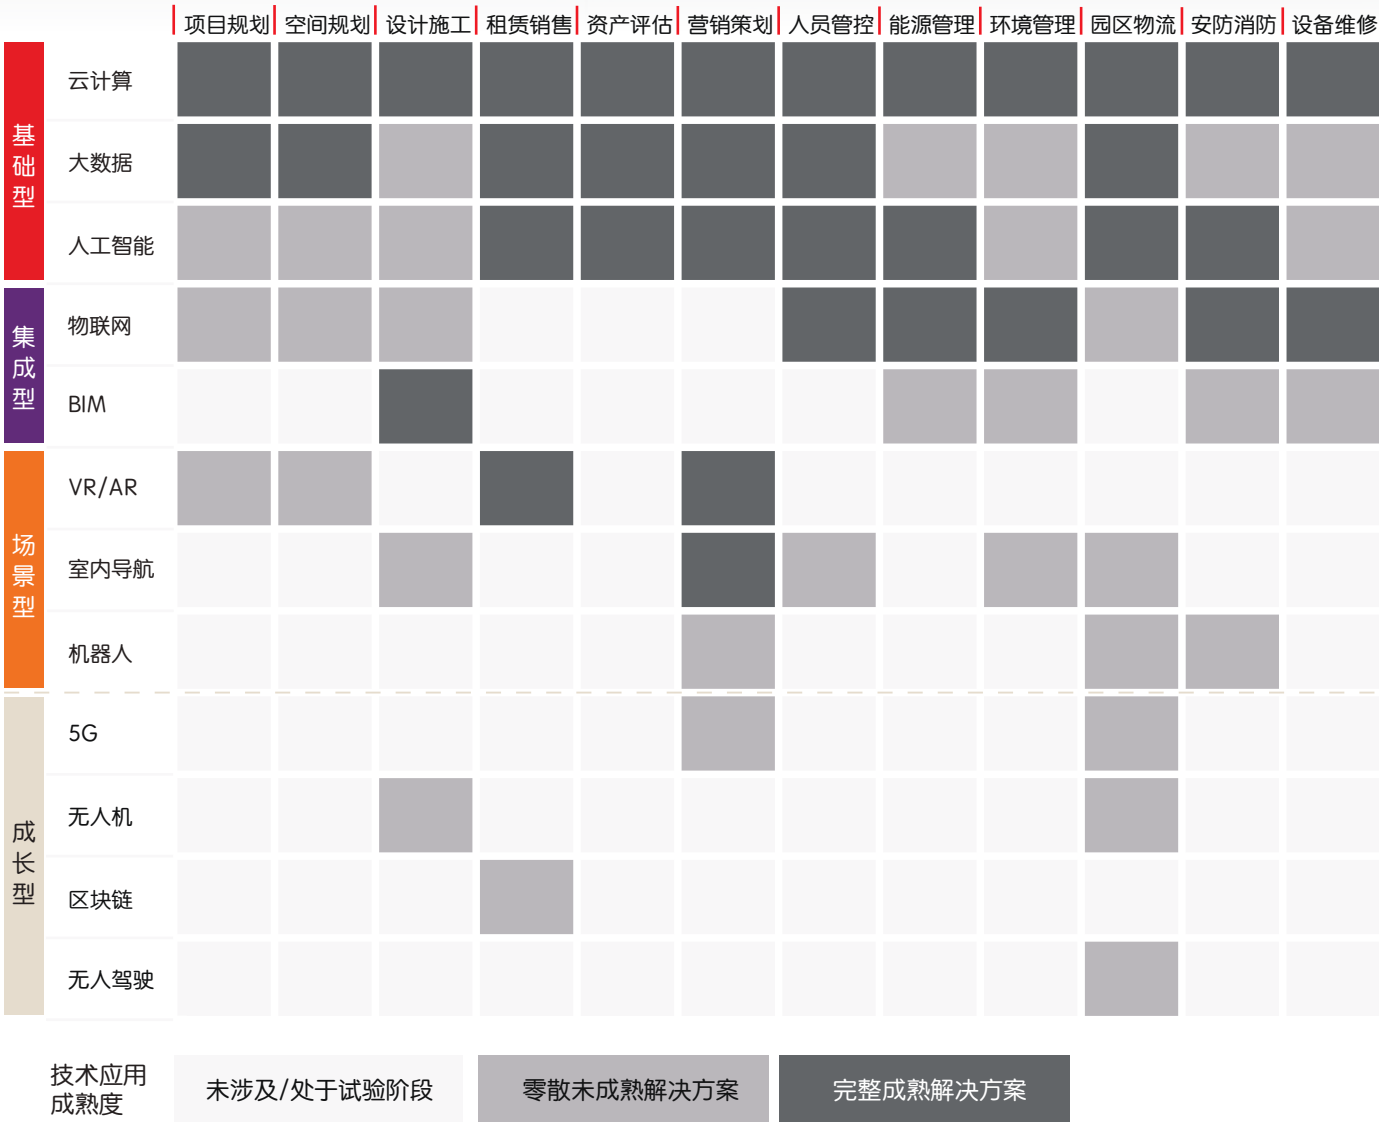 项目规划 空间规划 设计施工 租赁销售 资产评估 营销策划 人员管控 能源管理 环境管理 园区物流 安防消防 设备维修
基础型
云计算
大数据
人工智能
集成型
物联网
BIM
场景型
VR/AR
室内导航
机器人
成长型
5G
无人机
区块链
无人驾驶
技术应用
成熟度
未涉及/处于试验阶段
零散未成熟解决方案
完整成熟解决方案